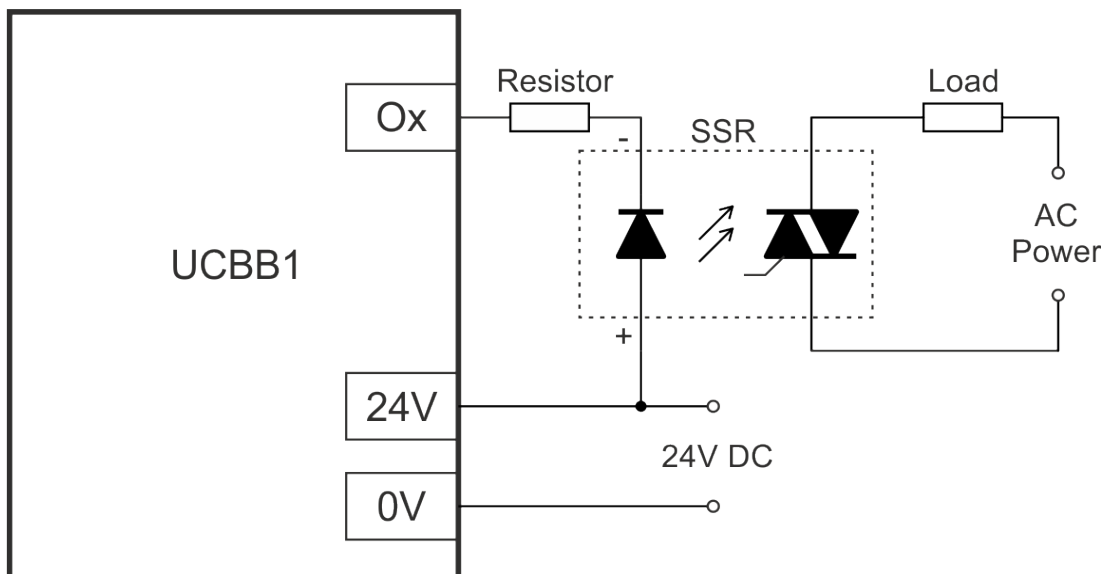 Resistor
Load
Ox
-
SSR
AC
Power
UCBB1
+
24V
24V DC
0V